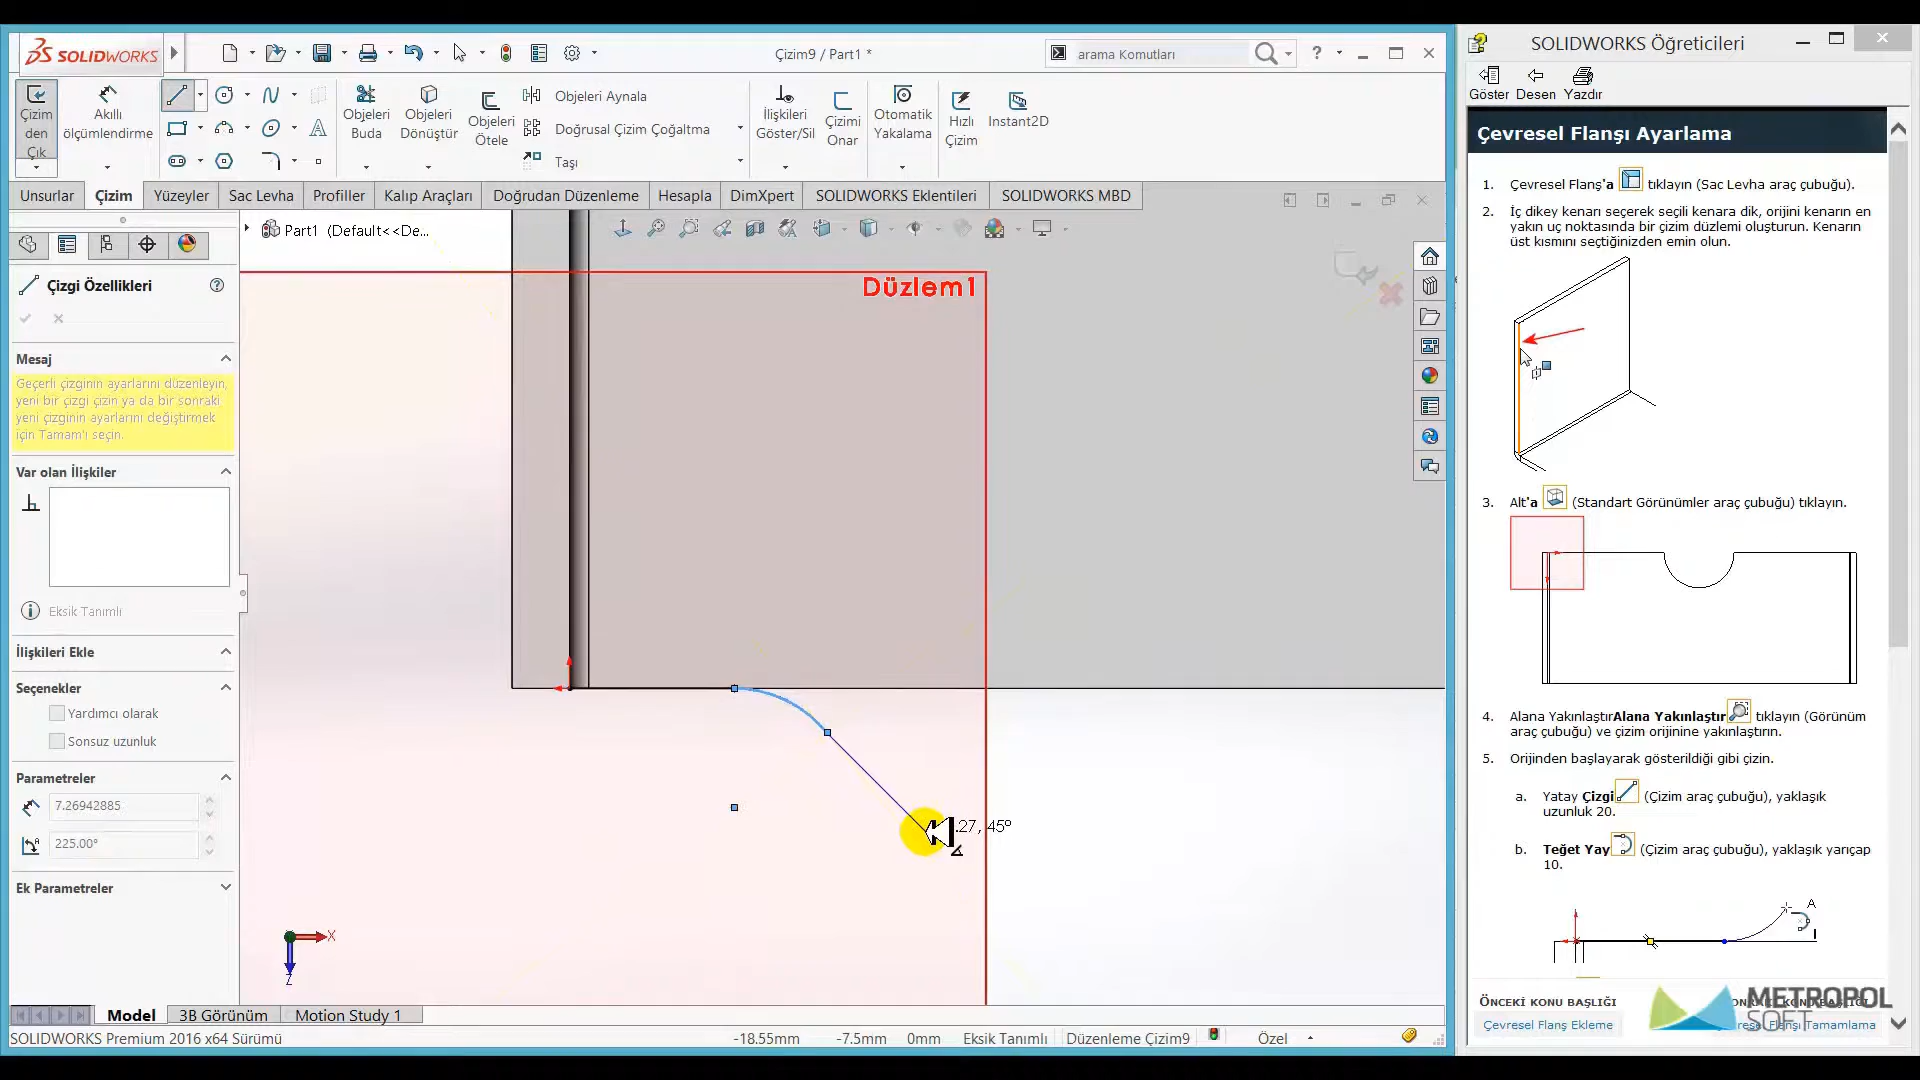 SOLIDWORKS
Çizim9 / Part1 *
arama Komutları
?
Çizim
den
Çık
Akıllı
ölçümlendirme
Objeleri
Buda
Objeleri
Dönüştür
Objeleri
Ötele
Objeleri Aynala
Doğrusal Çizim Çoğaltma
Taşı
İlişkileri
Göster/Sil
Çizimi
Onar
Otomatik
Yakalama
Hızlı
Çizim
Instant2D
Unsurlar
Çizim
Yüzeyler
Sac Levha
Profiller
Kalıp Araçları
Doğrudan Düzenleme
Hesapla
DimXpert
SOLIDWORKS Eklentileri
SOLIDWORKS MBD
Part1 (Default<<De...
Çizgi Özellikleri
Mesaj
Geçerli çizginin ayarlarını düzenleyin,
yeni bir çizgi çizin ya da bir sonraki
yeni çizginin ayarlarını değiştirmek
için Tamam'ı seçin.
Var olan İlişkiler
Eksik Tanımlı
İlişkileri Ekle
Seçenekler
Yardımcı olarak
Sonsuz uzunluk
Parametreler
7.26942885
225.00°
Ek Parametreler
Düzlem1
.27, 45°
X
Z
Model
3B Görünüm
Motion Study 1
SOLIDWORKS Premium 2016 x64 Sürümü
-18.55mm
-7.5mm
0mm
Eksik Tanımlı
Düzenleme Çizim9
Özel
SOLIDWORKS Öğreticileri
Göster
Desen
Yazdır
Çevresel Flanşı Ayarlama
1. Çevresel Flanş'a tıklayın (Sac Levha araç çubuğu).
2. İç dikey kenarı seçerek seçili kenara dik, orijini kenarın en
yakın uç noktasında bir çizim düzlemi oluşturun. Kenarın
üst kısmını seçtiğinizden emin olun.
3. Alt'a (Standart Görünümler araç çubuğu) tıklayın.
4. Alana YakınlaştırAlana Yakınlaştır tıklayın (Görünüm
araç çubuğu) ve çizim orijinine yakınlaştırın.
5. Orijinden başlayarak gösterildiği gibi çizin.
a. Yatay Çizgi (Çizim araç çubuğu), yaklaşık
uzunluk 20.
b. Teğet Yay (Çizim araç çubuğu), yaklaşık yarıçap
10.
A
ÖNCEKİ KONU BAŞLIĞI
Çevresel Flanş Ekleme
METROPOL
SOFT
Flanşı Tamamlama